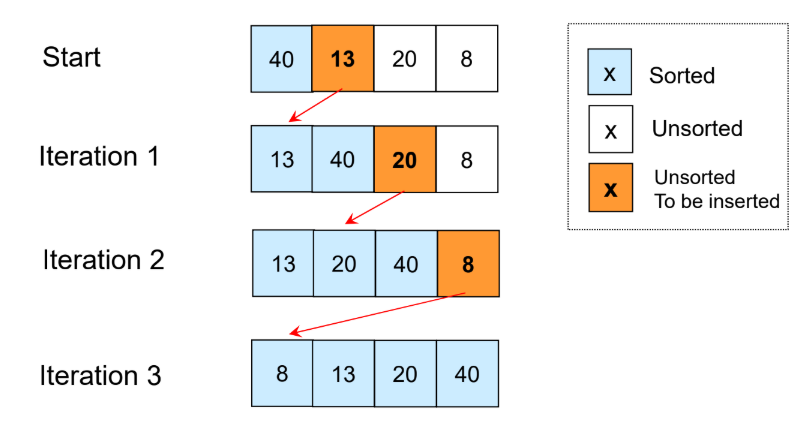 Start
40 13 20 8
Iteration 1
13 40 20 8
Iteration 2
13 20 40 8
Iteration 3
8 13 20 40
x Sorted
x Unsorted
x Unsorted
To be inserted